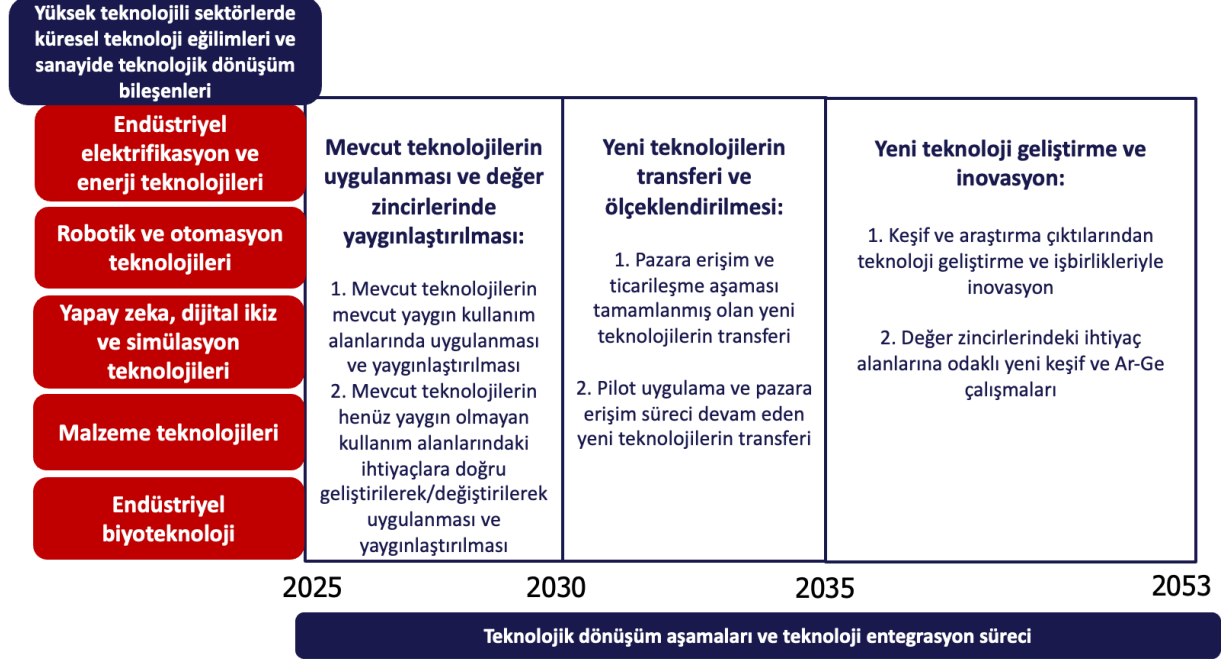 Yüksek teknolojili sektörlerde
küresel teknoloji eğilimleri ve
sanayide teknolojik dönüşüm
bileşenleri
Endüstriyel
elektrifikasyon ve
enerji teknolojileri
Robotik ve otomasyon
teknolojileri
Yapay zeka, dijital ikiz
ve simülasyon
teknolojileri
Malzeme teknolojileri
Endüstriyel
biyoteknoloji
Mevcut teknolojilerin
uygulanması ve değer
zincirlerinde
yaygınlaştırılması:
1. Mevcut teknolojilerin
mevcut yaygın kullanım
alanlarında uygulanması
ve yaygınlaştırılması
2. Mevcut teknolojilerin
henüz yaygın olmayan
kullanım alanlarındaki
ihtiyaçlara doğru
geliştirilerek/değiştirilerek
uygulanması ve
yaygınlaştırılması
Yeni teknolojilerin
transferi ve
ölçeklendirilmesi:
1. Pazara erişim ve
ticarileşme aşaması
tamamlanmış olan yeni
teknolojilerin transferi
2. Pilot uygulama ve pazara
erişim süreci devam eden
yeni teknolojilerin transferi
Yeni teknoloji geliştirme ve
inovasyon:
1. Keşif ve araştırma çıktılarından
teknoloji geliştirme ve işbirlikleriyle
inovasyon
2. Değer zincirlerindeki ihtiyaç
alanlarına odaklı yeni keşif ve Ar-Ge
çalışmaları
2025
2030
2035
2053
Teknolojik dönüşüm aşamaları ve teknoloji entegrasyon süreci